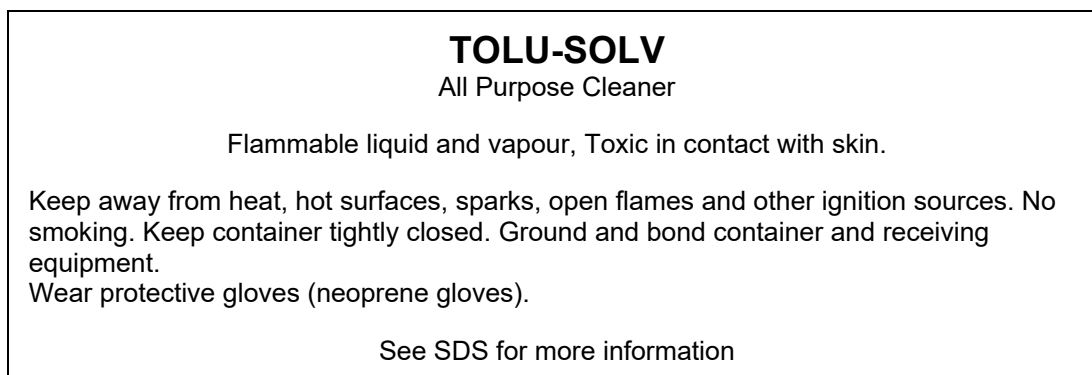 TOLU-SOLV
All Purpose Cleaner
Flammable liquid and vapour, Toxic in contact with skin.
Keep away from heat, hot surfaces, sparks, open flames and other ignition sources. No
smoking. Keep container tightly closed. Ground and bond container and receiving
equipment.
Wear protective gloves (neoprene gloves).
See SDS for more information